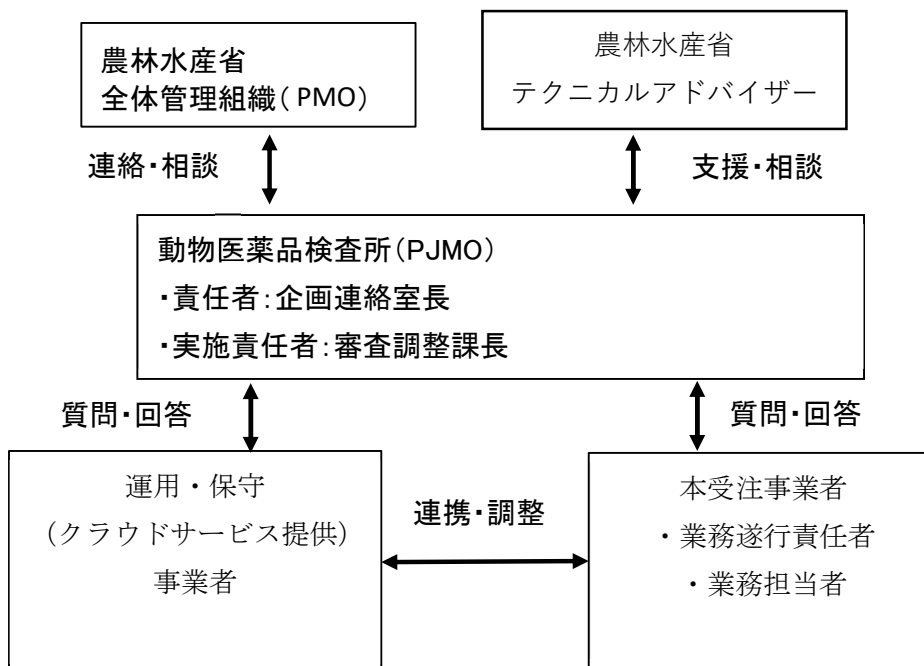 農林水産省
全体管理組織(PMO)
農林水産省
テクニカルアドバイザー
連絡・相談
支援・相談
動物医薬品検査所(PJMO)
・責任者:企画連絡室長
・実施責任者:審査調整課長
質問・回答
質問・回答
運用・保守
(クラウドサービス提供)
事業者
連携・調整
本受注事業者
・業務遂行責任者
・業務担当者